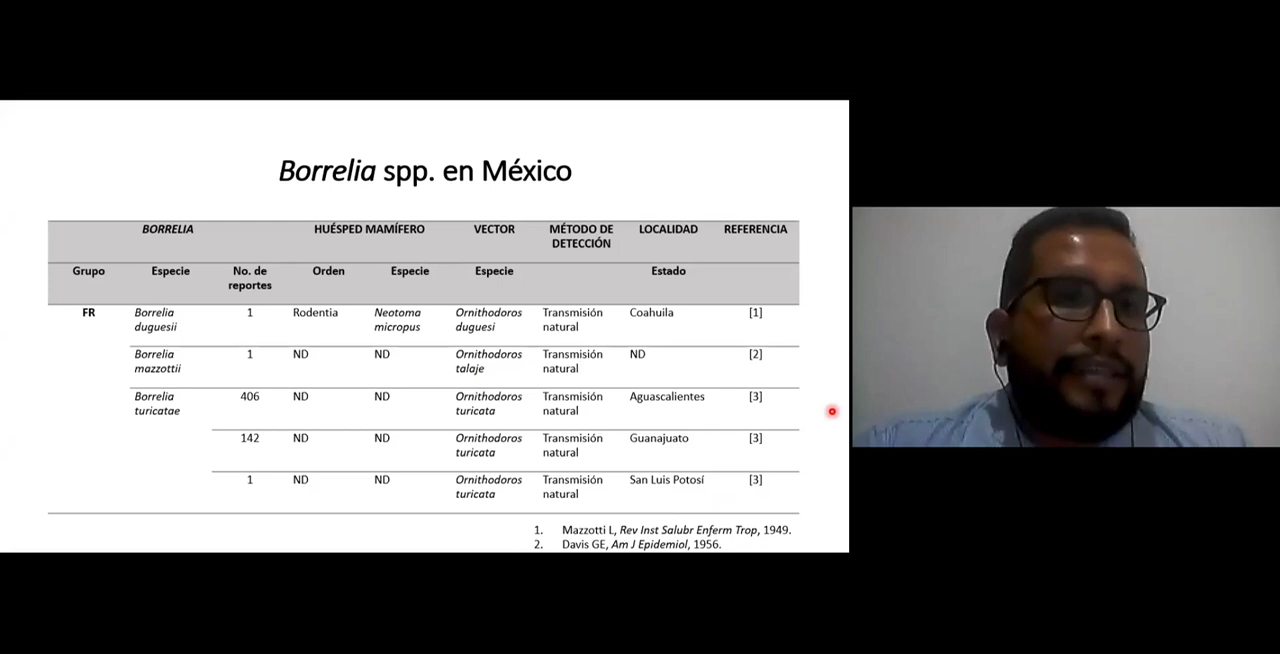 Borrelia spp. en México
BORRELIA HUÉSPED MAMÍFERO VECTOR MÉTODO DE DETECCIÓN LOCALIDAD REFERENCIA
Grupo Especie No. de reportes Orden Especie Especie Estado
FR Borrelia duguesii 1 Rodentia Neotoma micropus Ornithodoros duguesi Transmisión natural Coahuila [1]
Borrelia mazzottii 1 ND ND Ornithodoros talaje Transmisión natural ND [2]
Borrelia turicatae 406 ND ND Ornithodoros turicata Transmisión natural Aguascalientes [3]
142 ND ND Ornithodoros turicata Transmisión natural Guanajuato [3]
1 ND ND Ornithodoros turicata Transmisión natural San Luis Potosí [3]
1. Mazzotti L, Rev Inst Salubr Enferm Trop, 1949.
2. Davis GE, Am J Epidemiol, 1956.